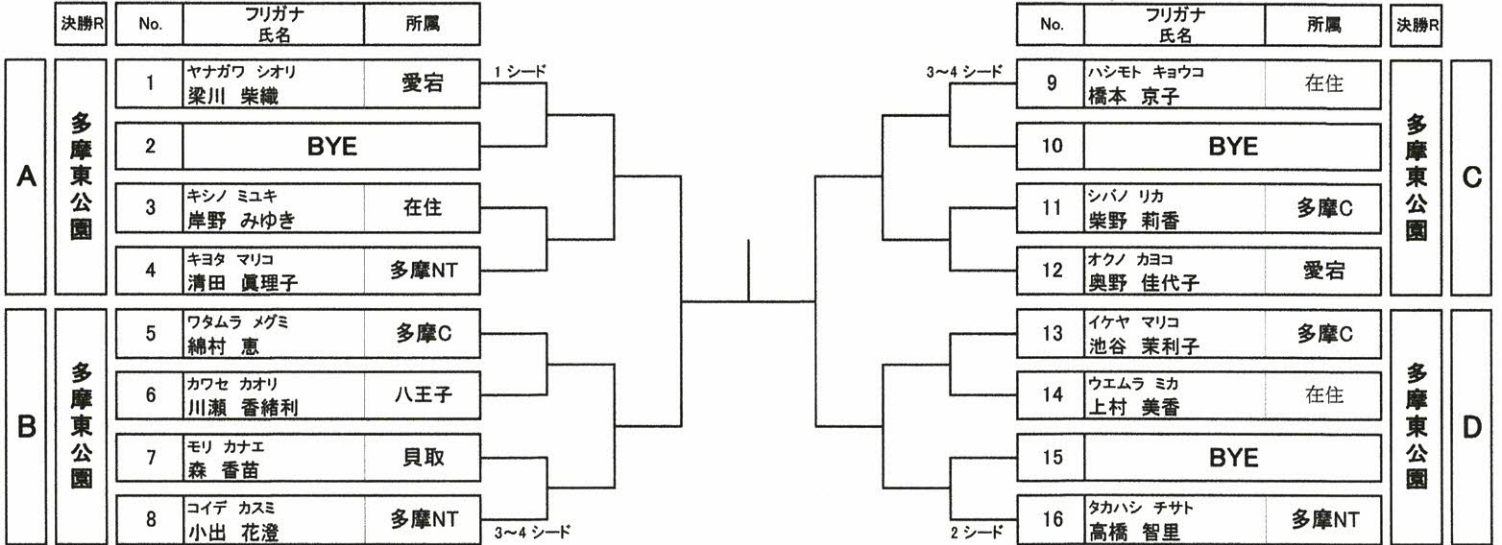 決勝R No. フリガナ 氏名 所属
A 多摩東公園
1 ヤナガワ シオリ 愛宕 1 シード
梁川 柴織
2 BYE
3 キシノ ミユキ 在住
岸野 みゆき
4 キヨタ マリコ 多摩NT
清田 眞理子
B 多摩東公園
5 ワタムラ メグミ 多摩C
綿村 恵
6 カワセ カオリ 八王子
川瀬 香緒利
7 モリ カナエ 貝取
森 香苗
8 コイデ カスミ 多摩NT 3~4 シード
小出 花澄
No. フリガナ 氏名 所属 決勝R
C 多摩東公園
3~4 シード 9 ハシモト キョウコ 在住
橋本 京子
10 BYE
11 シバノ リカ 多摩C
柴野 莉香
12 オクノ カヨコ 愛宕
奥野 佳代子
D 多摩東公園
13 イケヤ マリコ 多摩C
池谷 茉利子
14 ウエムラ ミカ 在住
上村 美香
15 BYE
2 シード 16 タカハシ チサト 多摩NT
高橋 智里